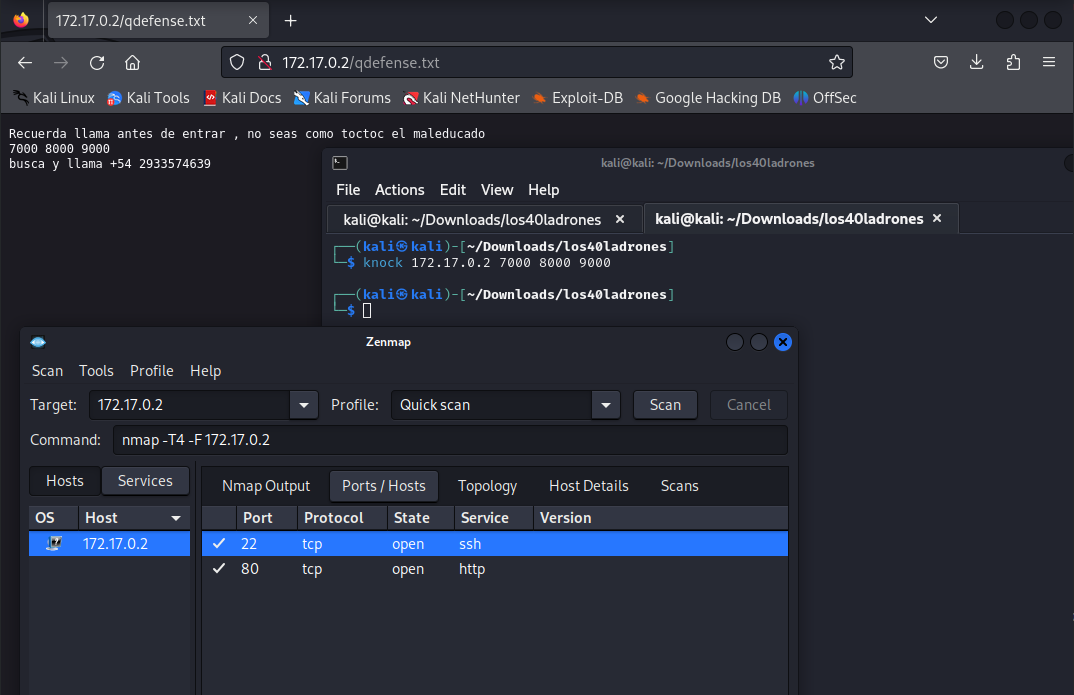 172.17.0.2/qdefense.txt
172.17.0.2/qdefense.txt
Kali Linux Kali Tools Kali Docs Kali Forums Kali NetHunter Exploit-DB Google Hacking DB OffSec
Recuerda llama antes de entrar , no seas como toctoc el maleducado
7000 8000 9000
busca y llama +54 2933574639
kali@kali: ~/Downloads/los40ladrones
File Actions Edit View Help
kali@kali: ~/Downloads/los40ladrones kali@kali: ~/Downloads/los40ladrones
(kali㉿kali)-[~/Downloads/los40ladrones]
$ knock 172.17.0.2 7000 8000 9000
(kali㉿kali)-[~/Downloads/los40ladrones]
$
Zenmap
Scan Tools Profile Help
Target: 172.17.0.2 Profile: Quick scan Scan Cancel
Command: nmap -T4 -F 172.17.0.2
Hosts Services Nmap Output Ports / Hosts Topology Host Details Scans
OS Host Port Protocol State Service Version
172.17.0.2 22 tcp open ssh
80 tcp open http